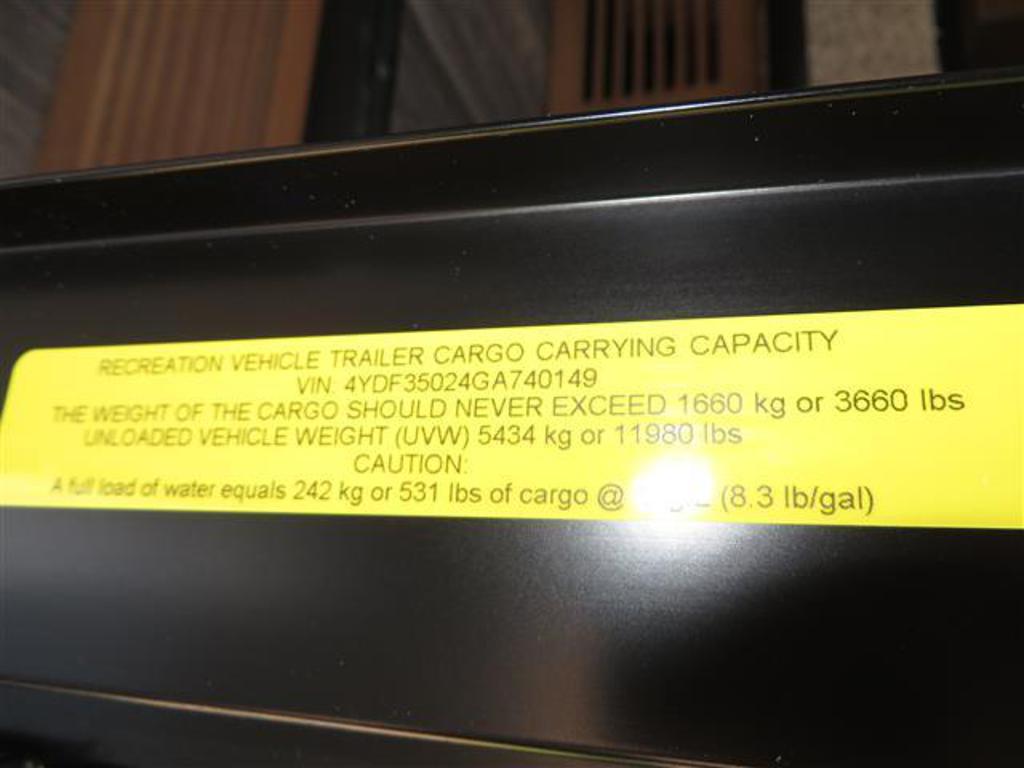 RECREATION VEHICLE TRAILER CARGO CARRYING CAPACITY
VIN: 4YDF35024GA740149
THE WEIGHT OF THE CARGO SHOULD NEVER EXCEED 1660 kg or 3660 lbs
UNLOADED VEHICLE WEIGHT (UVW) 5434 kg or 11980 lbs
CAUTION:
A full load of water equals 242 kg or 531 lbs of cargo @ (8.3 lb/gal)